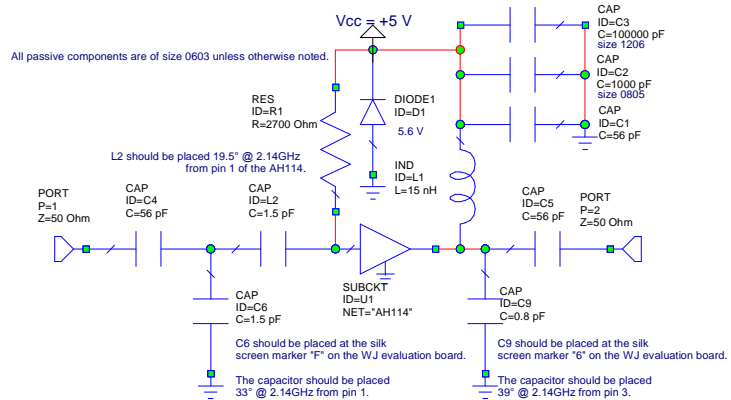 Vcc = +5 V
CAP
ID=C3
C=100000 pF
size 1206
All passive components are of size 0603 unless otherwise noted.
CAP
ID=C2
C=1000 pF
size 0805
RES
ID=R1
R=2700 Ohm
DIODE1
ID=D1
5.6 V
CAP
ID=C1
C=56 pF
L2 should be placed 19.5° @ 2.14GHz
from pin 1 of the AH114.
IND
ID=L1
L=15 nH
PORT
P=1
Z=50 Ohm
CAP
ID=C4
C=56 pF
CAP
ID=L2
C=1.5 pF
CAP
ID=C5
C=56 pF
PORT
P=2
Z=50 Ohm
CAP
ID=C6
C=1.5 pF
SUBCKT
ID=U1
NET="AH114"
CAP
ID=C9
C=0.8 pF
C6 should be placed at the silk
screen marker "F" on the WJ evaluation board.
The capacitor should be placed
33° @ 2.14GHz from pin 1.
C9 should be placed at the silk
screen marker "6" on the WJ evaluation board.
The capacitor should be placed
39° @ 2.14GHz from pin 3.